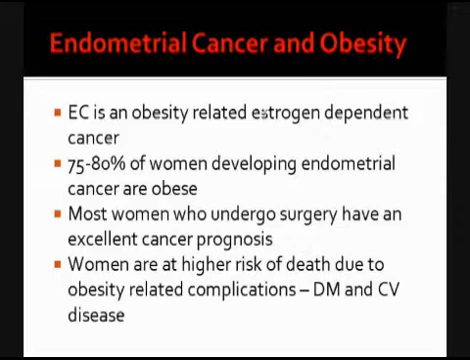 Endometrial Cancer and Obesity
▪ EC is an obesity related estrogen dependent
cancer
▪ 75-80% of women developing endometrial
cancer are obese
▪ Most women who undergo surgery have an
excellent cancer prognosis
▪ Women are at higher risk of death due to
obesity related complications – DM and CV
disease